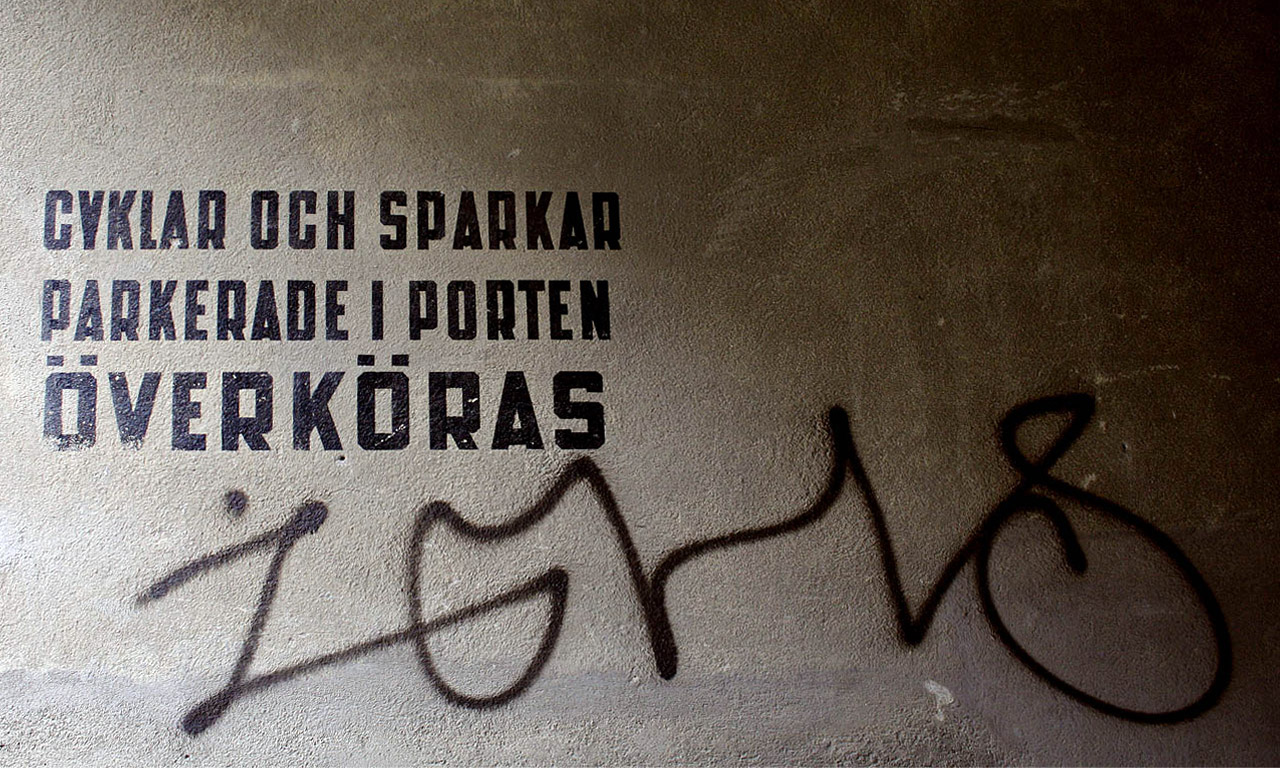 CYKLAR OCH SPARKAR
PARKERADE I PORTEN
ÖVERKÖRAS